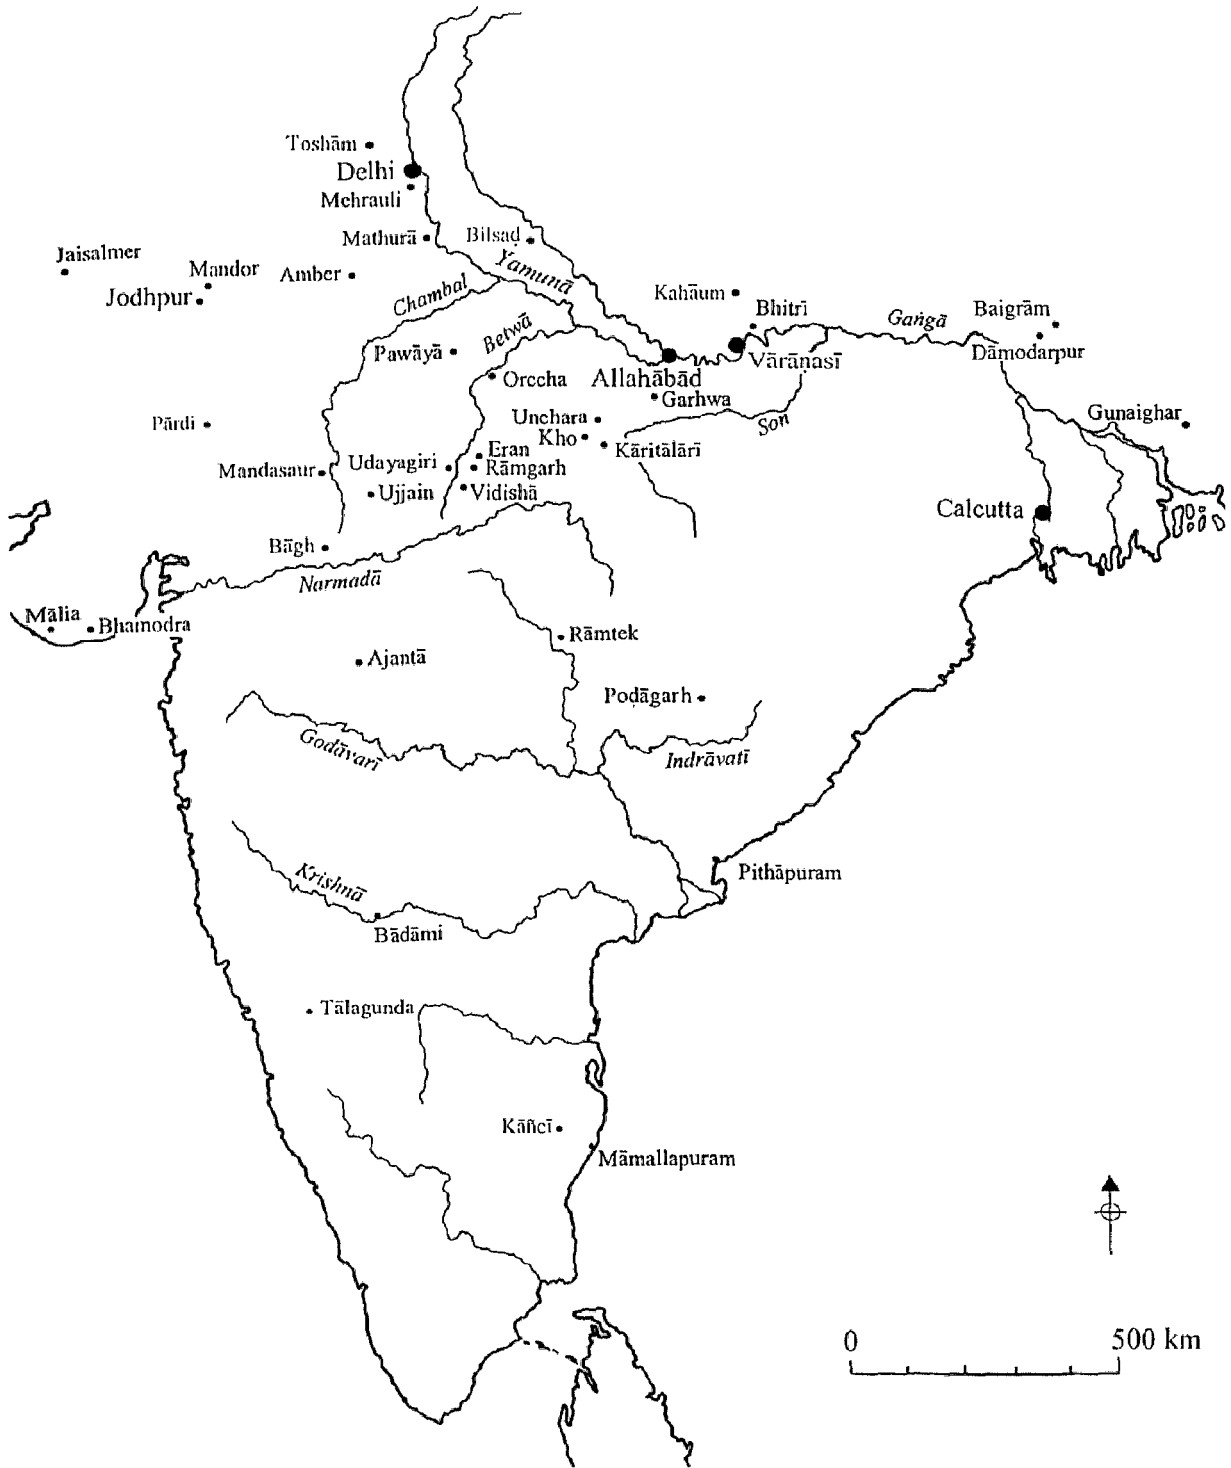 Toshām
Delhi
Mehrauli
Mathurā
Bilsaḍ
Yamunā
Jaisalmer
Mandor
Jodhpur
Amber
Chambal
Kahāum
Bhitrī
Gaṅgā
Baigrām
Dāmodarpur
Pawāyā
Betwā
Orccha
Allahābād
Vārāṇasī
Garhwa
Son
Unchara
Kho
Kāritālārī
Gunaighar
Pārdi
Mandasaur
Udayagiri
Eran
Rāmgarh
Ujjain
Vidishā
Calcutta
Bāgh
Narmadā
Mālia
Bhamodra
Rāmtek
Ajantā
Poḍāgarh
Godāvarī
Indrāvatī
Pithāpuram
Krishnā
Bādāmi
Tālagunda
Kāñcī
Māmallapuram
0 500 km